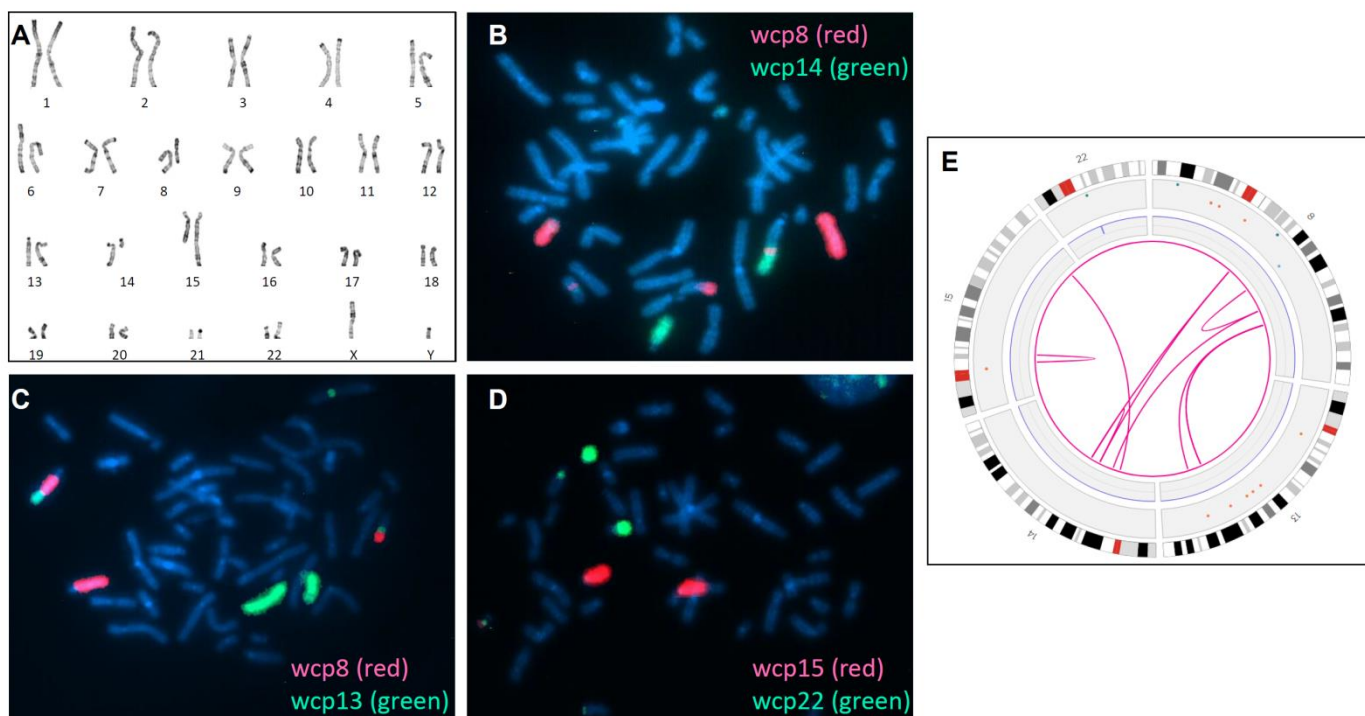 A
1 2 3 4 5
6 7 8 9 10 11 12
13 14 15 16 17 18
19 20 21 22 X Y
B
wcp8 (red)
wcp14 (green)
C
wcp8 (red)
wcp13 (green)
D
wcp15 (red)
wcp22 (green)
E
22
8
15
14
13